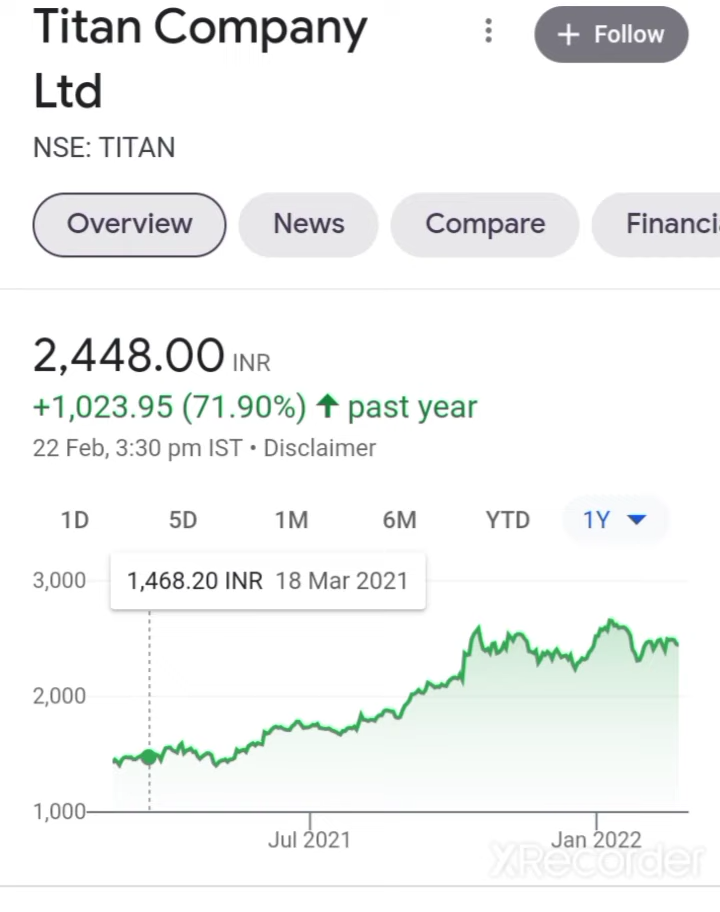 Titan Company
Ltd
+ Follow
NSE: TITAN
Overview News Compare Financi
2,448.00 INR
+1,023.95 (71.90%) ↑ past year
22 Feb, 3:30 pm IST • Disclaimer
1D 5D 1M 6M YTD 1Y
3,000
1,468.20 INR 18 Mar 2021
2,000
1,000
Jul 2021 Jan 2022
XRecorder